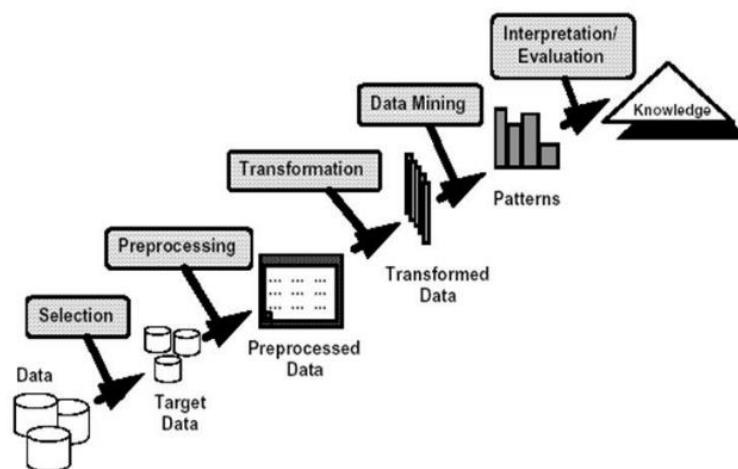 Interpretation/
Evaluation
Knowledge
Data Mining
Patterns
Transformation
Transformed
Data
Preprocessing
Preprocessed
Data
Selection
Target
Data
Data